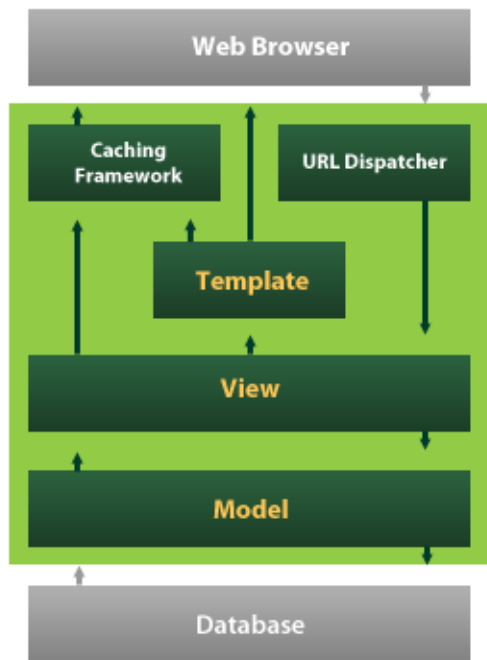 Web Browser
Caching
Framework
URL Dispatcher
Template
View
Model
Database